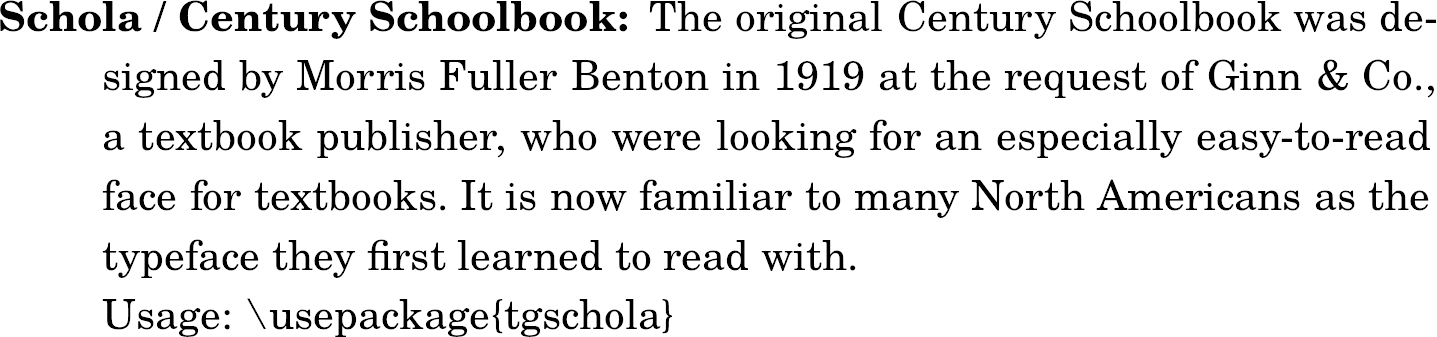 Schola / Century Schoolbook: The original Century Schoolbook was de-
signed by Morris Fuller Benton in 1919 at the request of Ginn & Co.,
a textbook publisher, who were looking for an especially easy-to-read
face for textbooks. It is now familiar to many North Americans as the
typeface they first learned to read with.
Usage: \usepackage{tgschola}